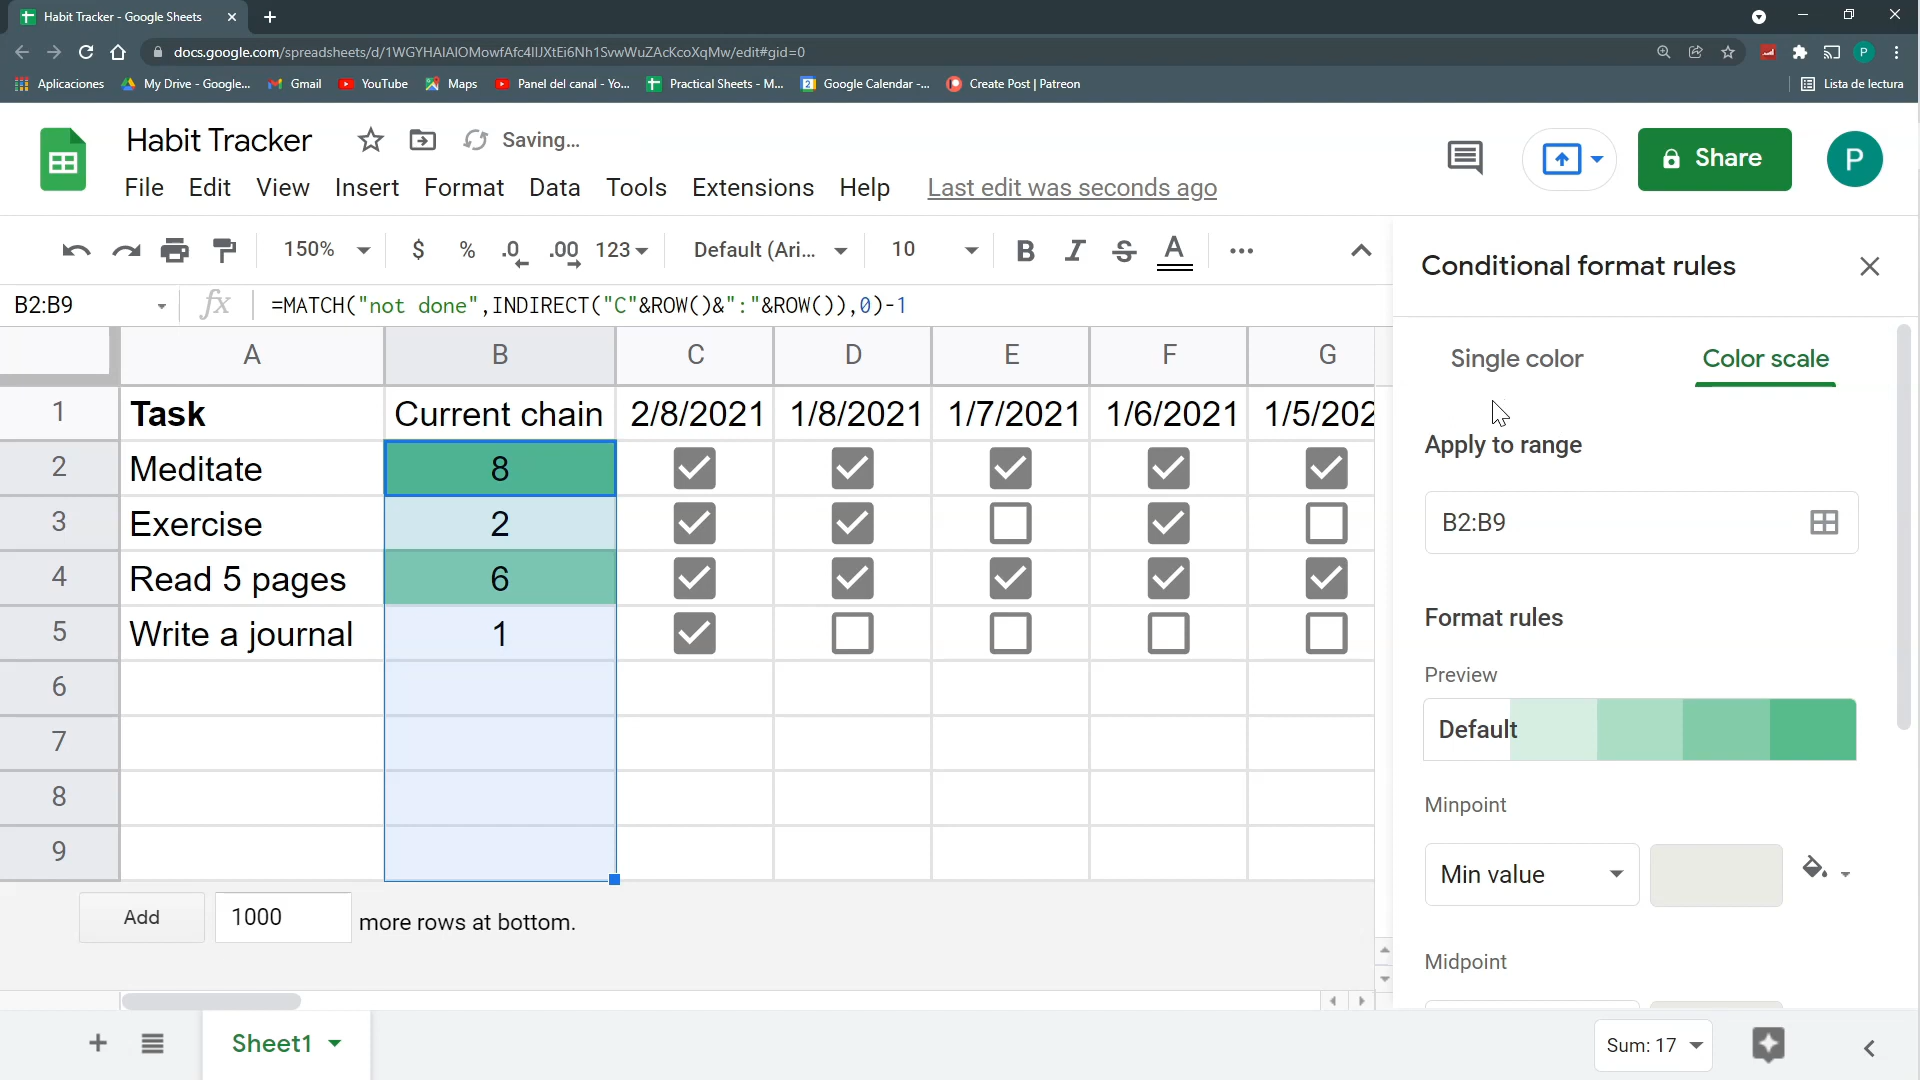 Habit Tracker - Google Sheets
docs.google.com/spreadsheets/d/1WGYHAIAIOMowfAfc4IIJXtEi6Nh1SvwWuZAcKcoXqMw/edit#gid=0
P
Aplicaciones My Drive - Google... Gmail YouTube Maps Panel del canal - Yo... Practical Sheets - M... Google Calendar -... Create Post | Patreon Lista de lectura
Habit Tracker Saving...
Share P
File Edit View Insert Format Data Tools Extensions Help Last edit was seconds ago
150% $ % .0 .00 123 Default (Ari... 10 B I S A
B2:B9 fx =MATCH("not done",INDIRECT("C"&ROW()&":"&ROW()),0)-1
A B C D E F G
1 Task Current chain 2/8/2021 1/8/2021 1/7/2021 1/6/2021 1/5/202
2 Meditate 8
3 Exercise 2
4 Read 5 pages 6
5 Write a journal 1
6
7
8
9
Add 1000 more rows at bottom.
Sheet1
Sum: 17
Conditional format rules
Single color Color scale
Apply to range
B2:B9
Format rules
Preview
Default
Minpoint
Min value
Midpoint